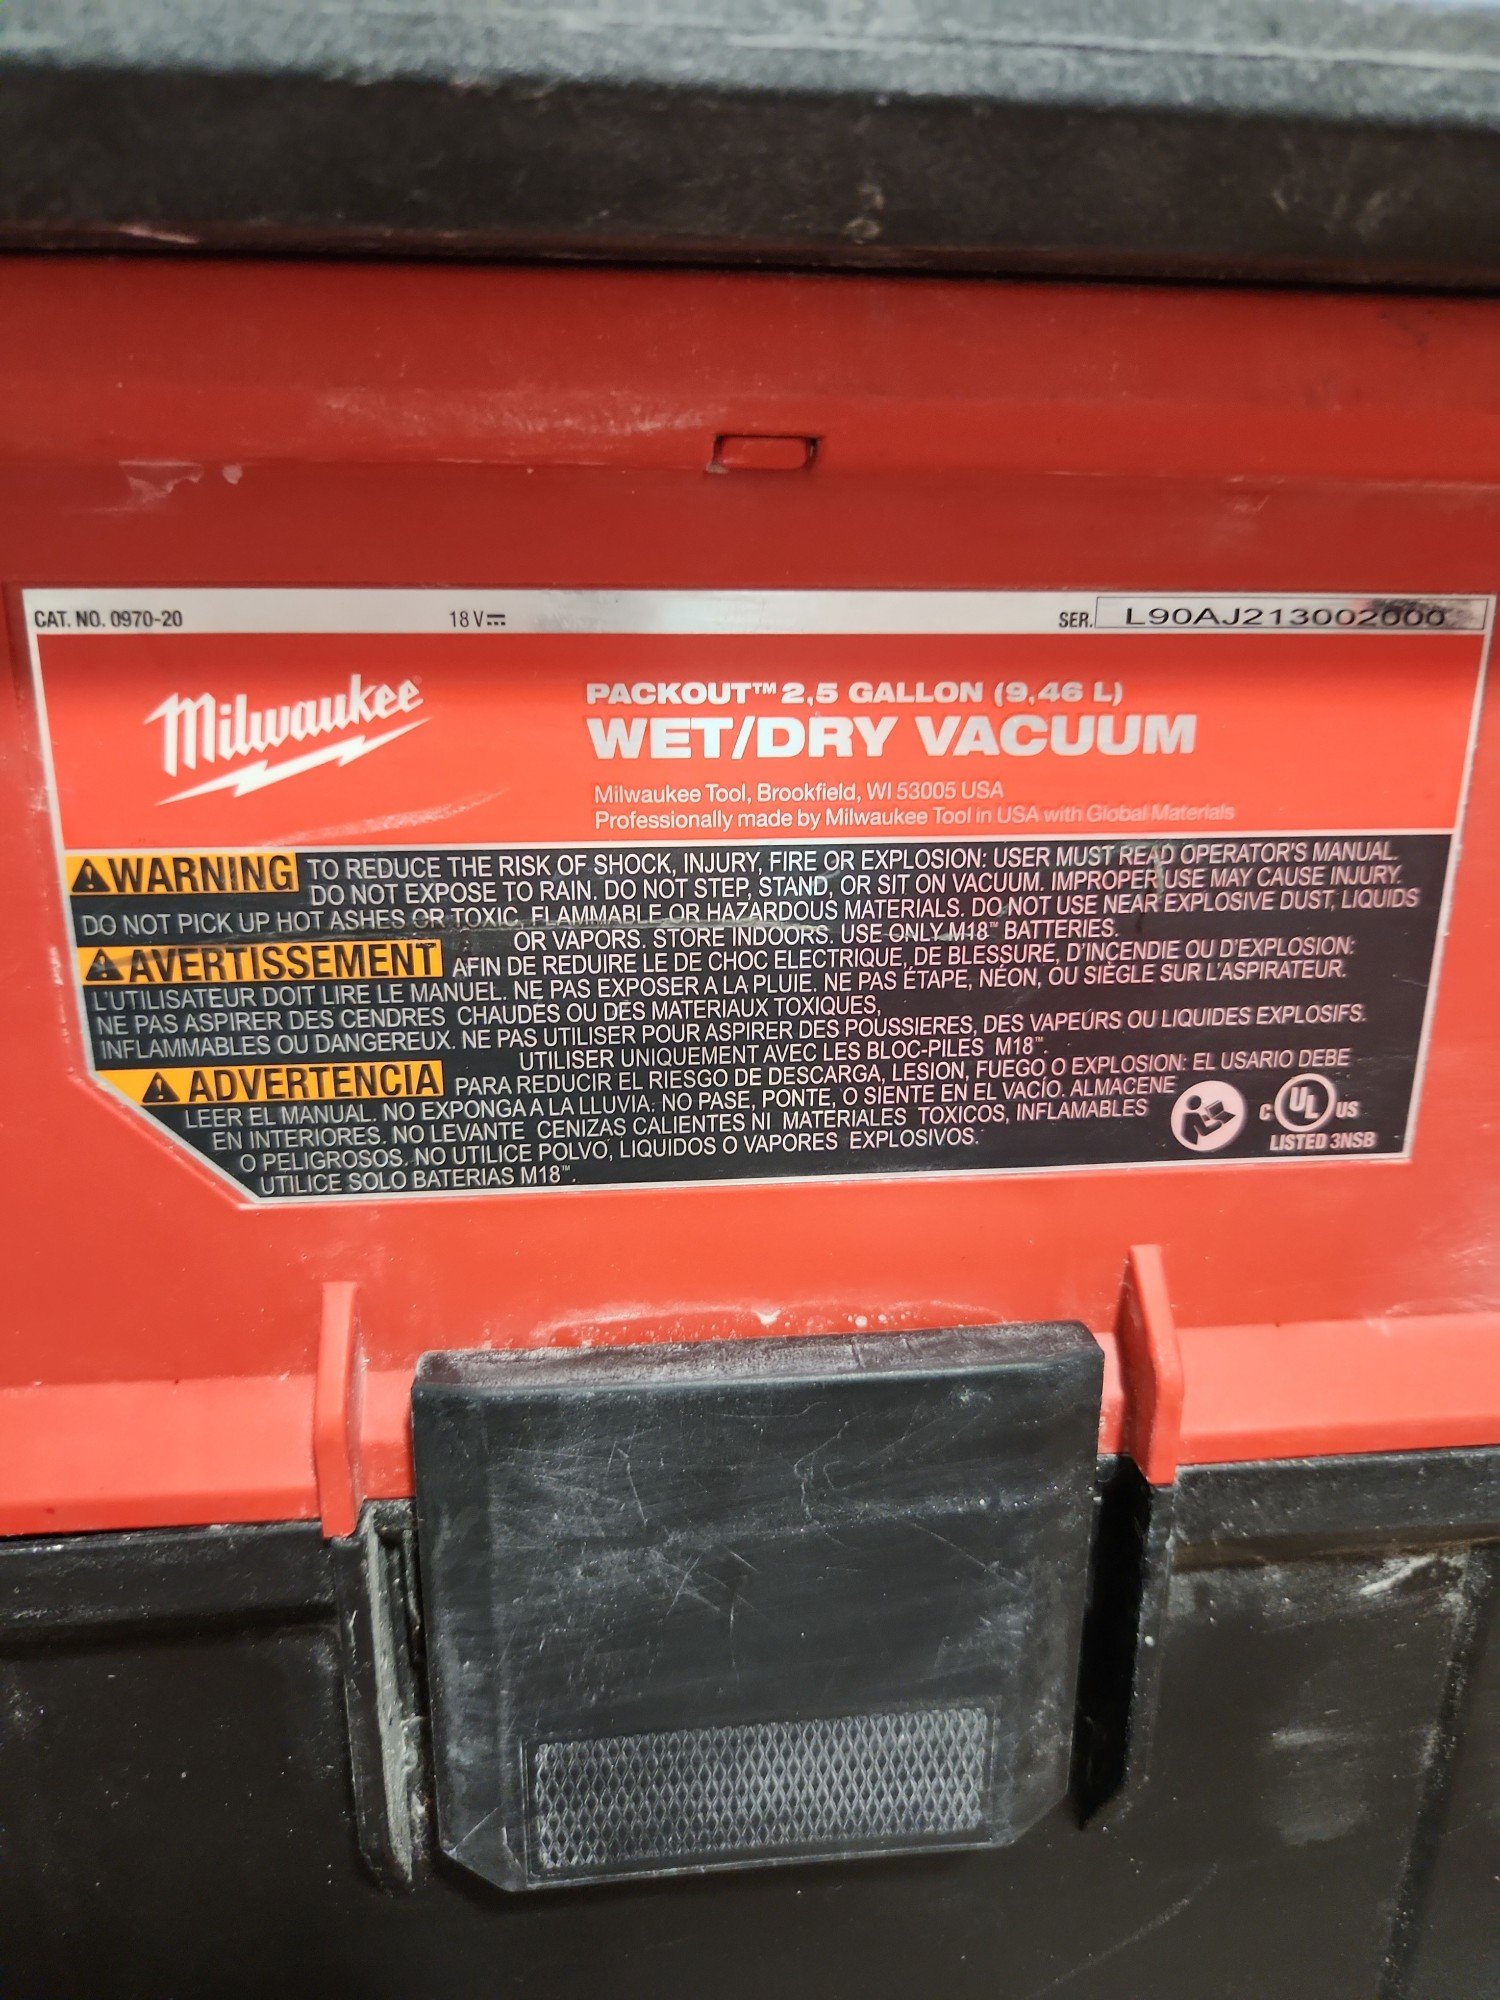 CAT. NO. 0970-20 18 V SER. L90AJ213002000
Milwaukee
PACKOUT™ 2,5 GALLON (9,46 L)
WET/DRY VACUUM
Milwaukee Tool, Brookfield, WI 53005 USA
Professionally made by Milwaukee Tool in USA with Global Materials
WARNING TO REDUCE THE RISK OF SHOCK, INJURY, FIRE OR EXPLOSION: USER MUST READ OPERATOR'S MANUAL.
DO NOT EXPOSE TO RAIN. DO NOT STEP, STAND, OR SIT ON VACUUM. IMPROPER USE MAY CAUSE INJURY.
DO NOT PICK UP HOT ASHES OR TOXIC, FLAMMABLE OR HAZARDOUS MATERIALS. DO NOT USE NEAR EXPLOSIVE DUST, LIQUIDS
OR VAPORS. STORE INDOORS. USE ONLY M18™ BATTERIES.
AVERTISSEMENT AFIN DE REDUIRE LE DE CHOC ELECTRIQUE, DE BLESSURE, D'INCENDIE OU D'EXPLOSION:
L'UTILISATEUR DOIT LIRE LE MANUEL. NE PAS EXPOSER A LA PLUIE. NE PAS ÉTAPE, NÉON, OU SIÈGLE SUR L'ASPIRATEUR.
NE PAS ASPIRER DES CENDRES CHAUDES OU DES MATERIAUX TOXIQUES,
INFLAMMABLES OU DANGEREUX. NE PAS UTILISER POUR ASPIRER DES POUSSIERES, DES VAPEURS OU LIQUIDES EXPLOSIFS.
UTILISER UNIQUEMENT AVEC LES BLOC-PILES M18™.
ADVERTENCIA PARA REDUCIR EL RIESGO DE DESCARGA, LESION, FUEGO O EXPLOSION: EL USARIO DEBE
LEER EL MANUAL. NO EXPONGA A LA LLUVIA. NO PASE, PONTE, O SIENTE EN EL VACÍO. ALMACENE
EN INTERIORES. NO LEVANTE CENIZAS CALIENTES NI MATERIALES TOXICOS, INFLAMABLES
O PELIGROSOS. NO UTILICE POLVO, LIQUIDOS O VAPORES EXPLOSIVOS.
UTILICE SOLO BATERIAS M18™.
C UL US
LISTED 3NSB